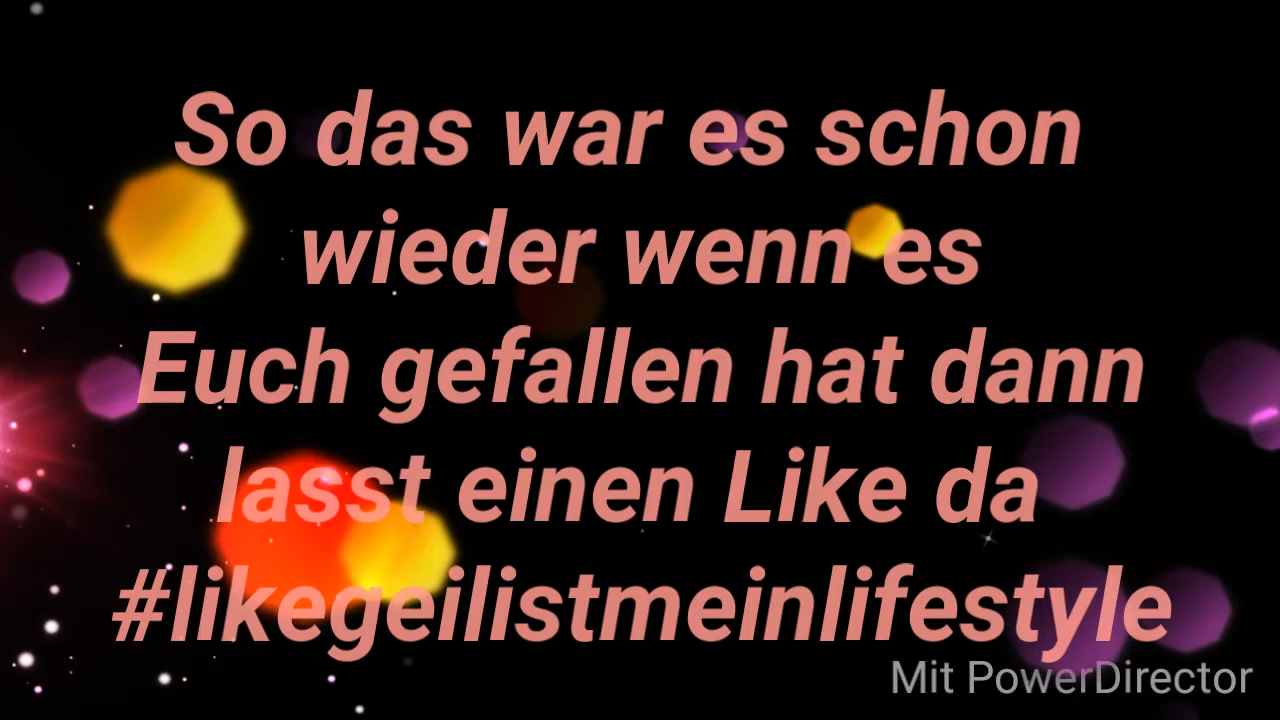 So das war es schon
wieder wenn es
Euch gefallen hat dann
lasst einen Like da
#likegeilistmeinlifestyle
Mit PowerDirector